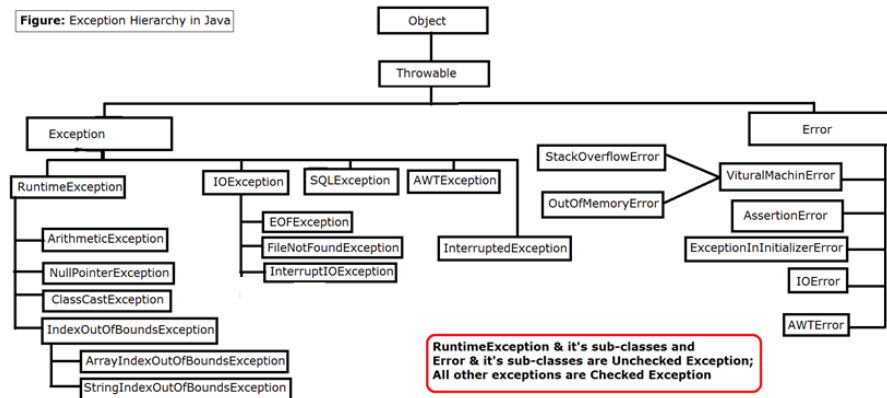 Figure: Exception Hierarchy in Java
Object
Throwable
Exception
Error
RuntimeException
IOException
SQLException
AWTException
InterruptedException
EOFException
FileNotFoundException
InterruptIOException
ArithmeticException
NullPointerException
ClassCastException
IndexOutOfBoundsException
ArrayIndexOutOfBoundsException
StringIndexOutOfBoundsException
StackOverflowError
OutOfMemoryError
VituralMachinError
AssertionError
ExceptionInInitializerError
IOError
AWTError
RuntimeException & it's sub-classes and
Error & it's sub-classes are Unchecked Exception;
All other exceptions are Checked Exception